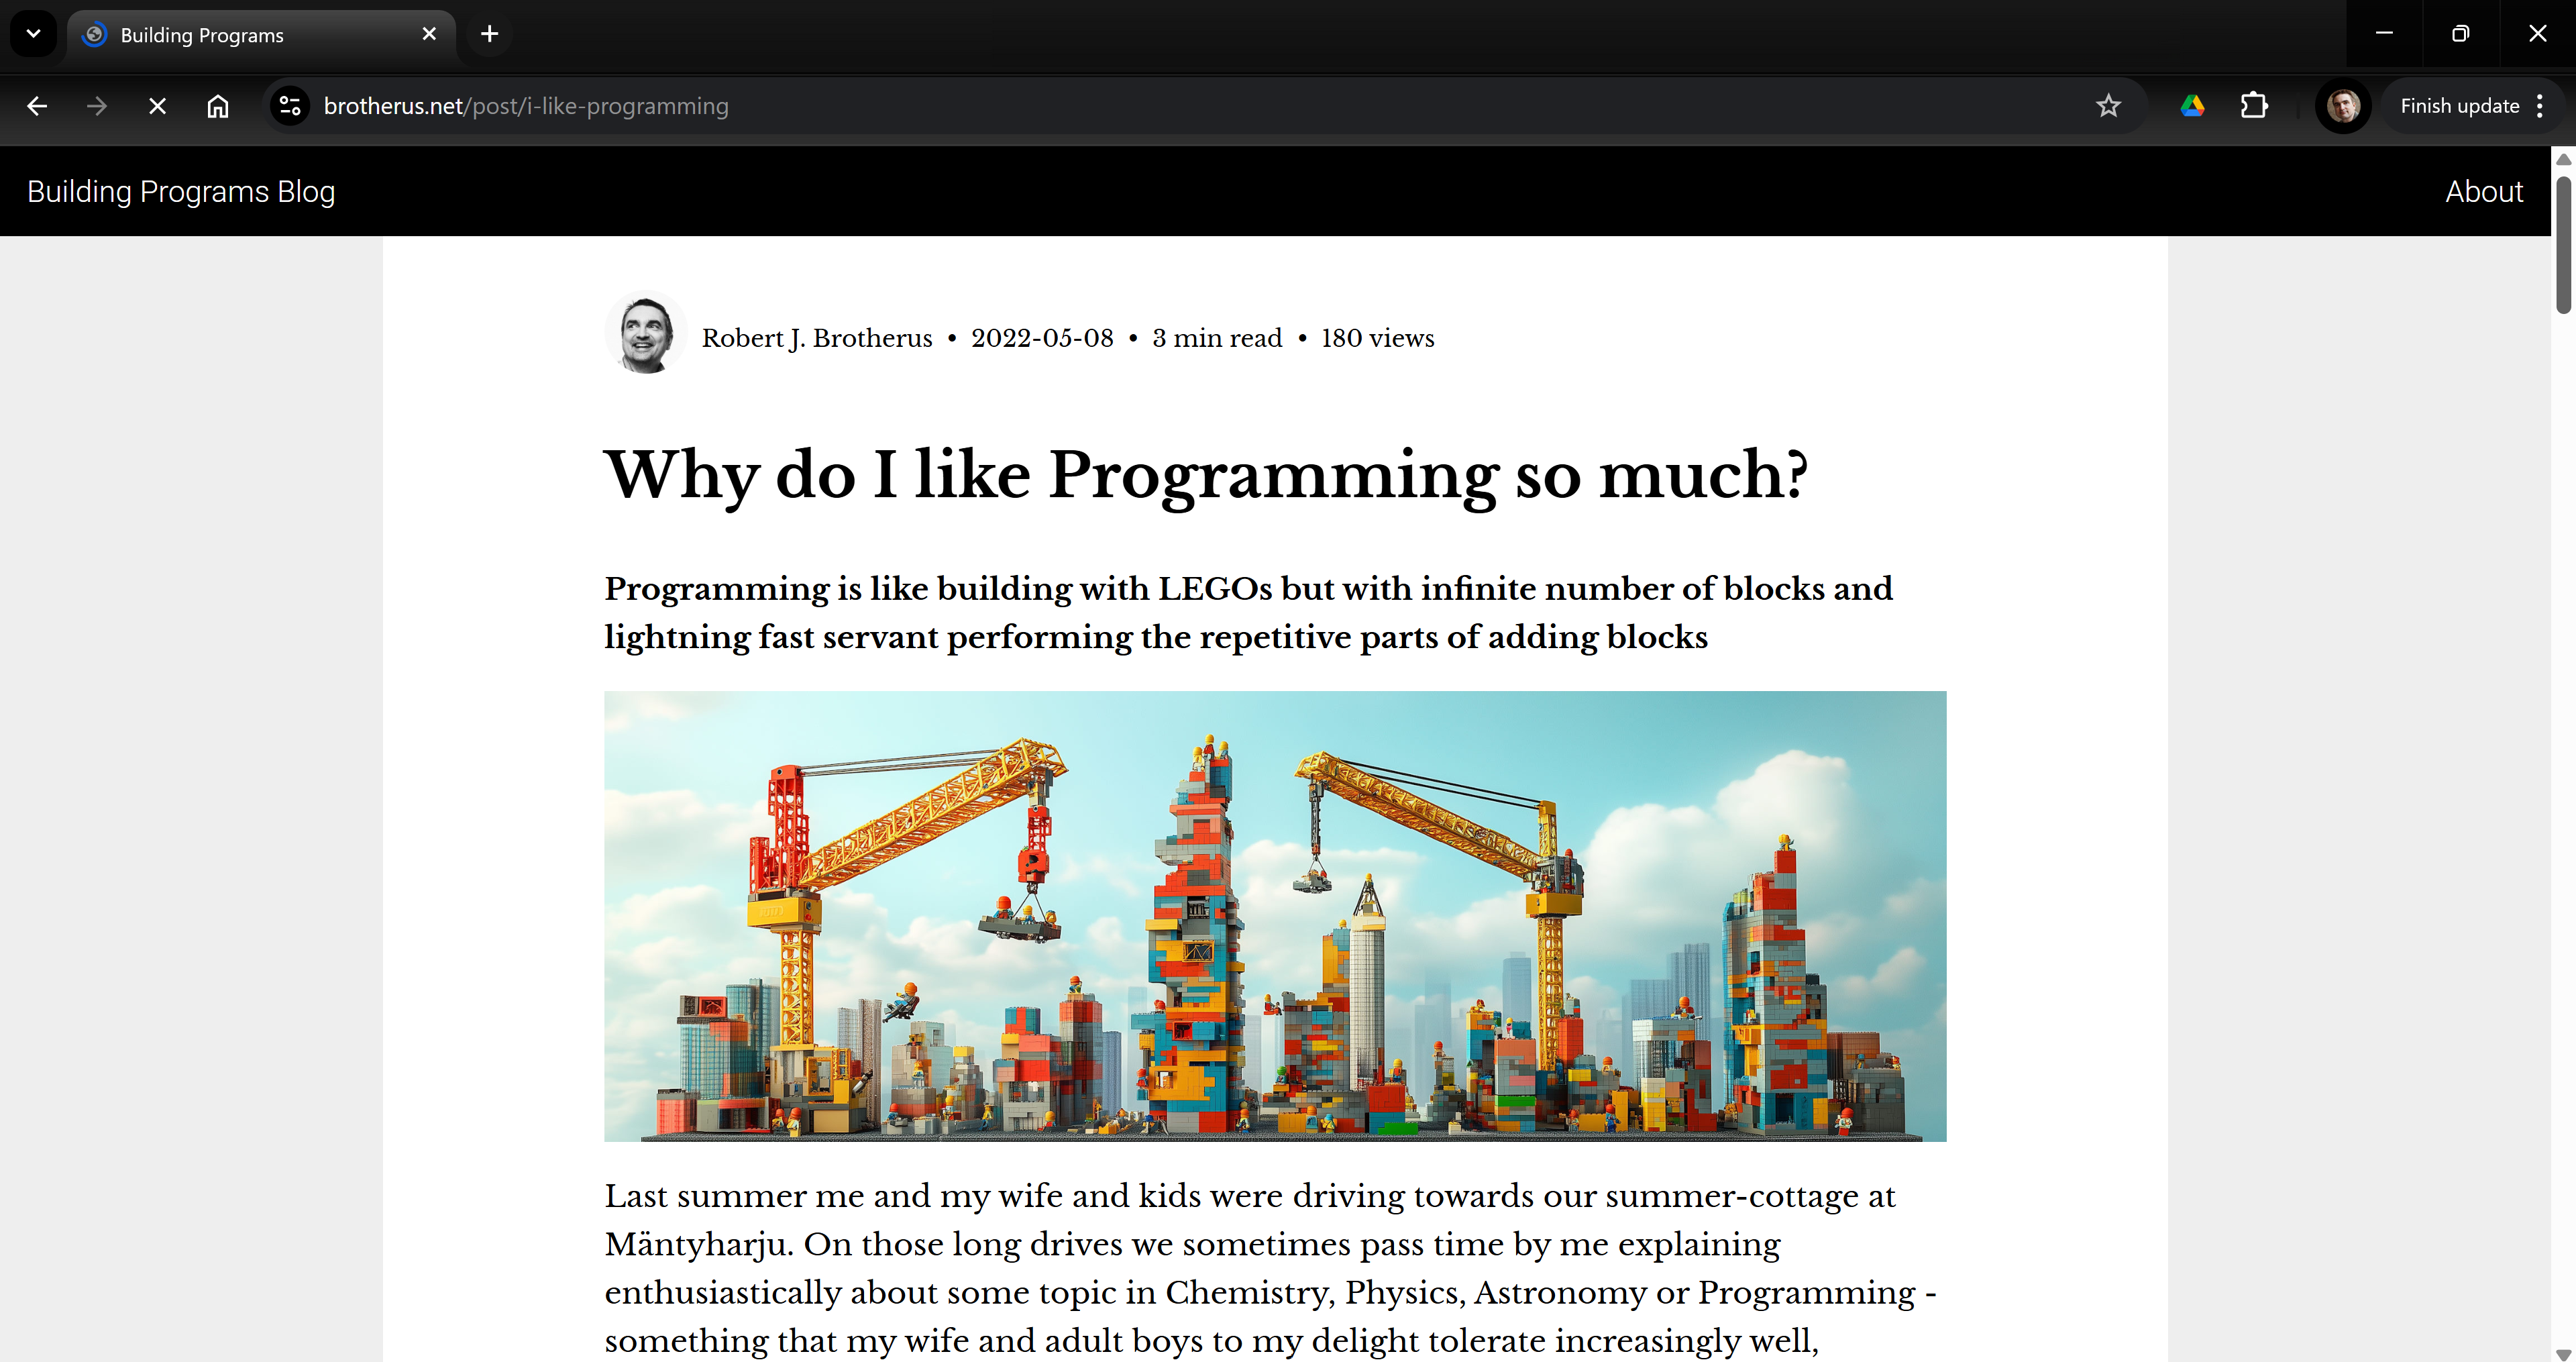 Building Programs
brotherus.net/post/i-like-programming
Finish update
Building Programs Blog
About
Robert J. Brotherus • 2022-05-08 • 3 min read • 180 views
Why do I like Programming so much?
Programming is like building with LEGOs but with infinite number of blocks and
lightning fast servant performing the repetitive parts of adding blocks
Last summer me and my wife and kids were driving towards our summer-cottage at
Mäntyharju. On those long drives we sometimes pass time by me explaining
enthusiastically about some topic in Chemistry, Physics, Astronomy or Programming -
something that my wife and adult boys to my delight tolerate increasingly well,